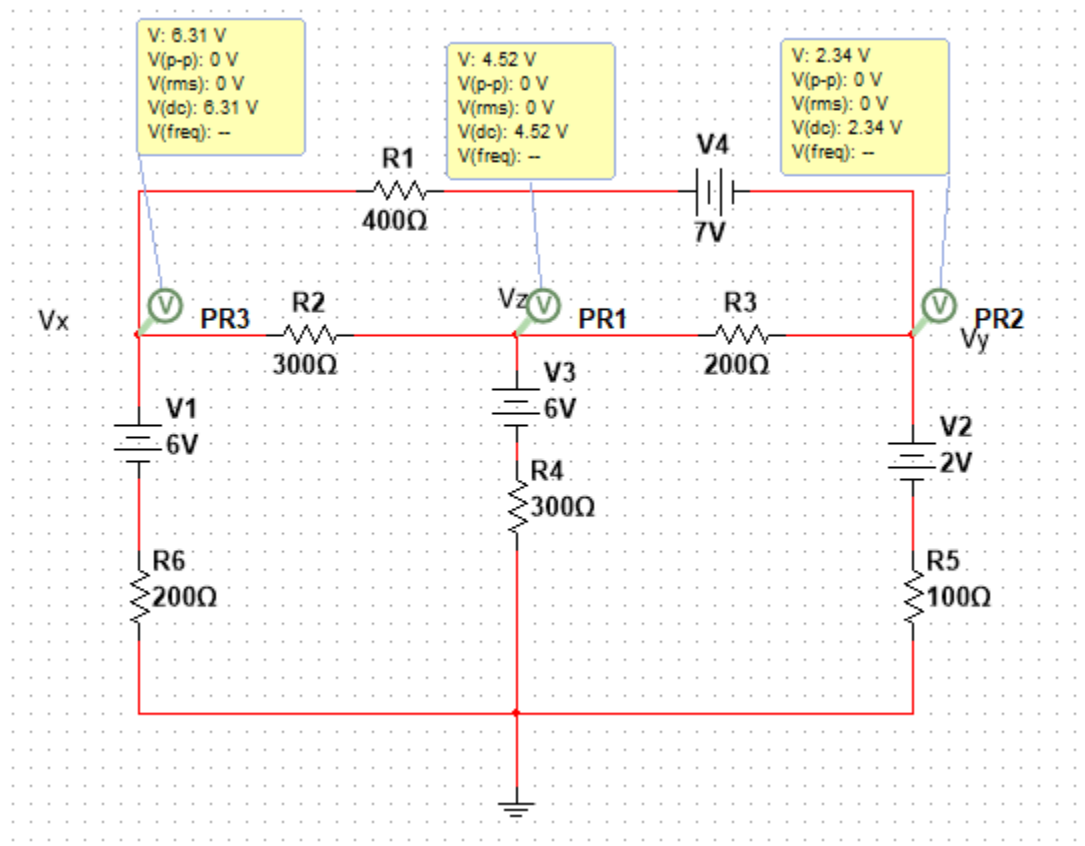 V: 6.31 V
V(p-p): 0 V
V(rms): 0 V
V(dc): 6.31 V
V(freq): --
V: 4.52 V
V(p-p): 0 V
V(rms): 0 V
V(dc): 4.52 V
V(freq): --
V: 2.34 V
V(p-p): 0 V
V(rms): 0 V
V(dc): 2.34 V
V(freq): --
R1
400Ω
V4
7V
Vx
V
PR3
R2
300Ω
Vz
V
PR1
R3
200Ω
V
PR2
Vy
V1
6V
V3
6V
V2
2V
R4
300Ω
R6
200Ω
R5
100Ω